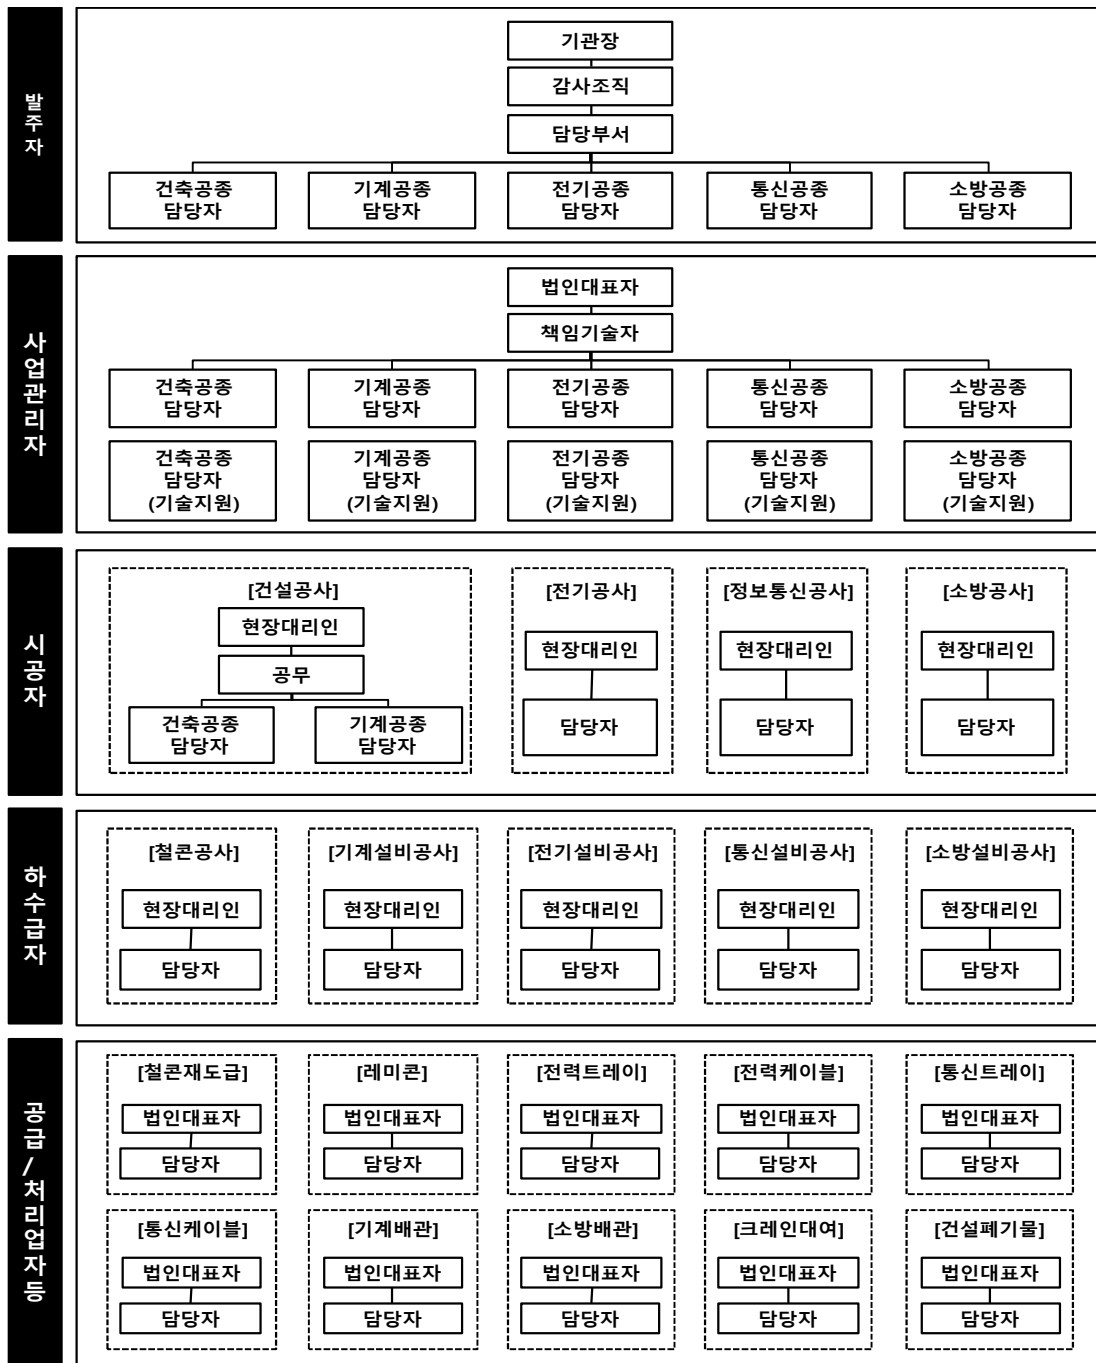 발주자
기관장
감사조직
담당부서
건축공종
담당자
기계공종
담당자
전기공종
담당자
통신공종
담당자
소방공종
담당자
사업관리자
법인대표자
책임기술자
건축공종
담당자
기계공종
담당자
전기공종
담당자
통신공종
담당자
소방공종
담당자
건축공종
담당자
(기술지원)
기계공종
담당자
(기술지원)
전기공종
담당자
(기술지원)
통신공종
담당자
(기술지원)
소방공종
담당자
(기술지원)
시공자
[건설공사]
현장대리인
공무
건축공종
담당자
기계공종
담당자
[전기공사]
현장대리인
담당자
[정보통신공사]
현장대리인
담당자
[소방공사]
현장대리인
담당자
하수급자
[철콘공사]
현장대리인
담당자
[기계설비공사]
현장대리인
담당자
[전기설비공사]
현장대리인
담당자
[통신설비공사]
현장대리인
담당자
[소방설비공사]
현장대리인
담당자
공급/처리업자등
[철콘재도급]
법인대표자
담당자
[레미콘]
법인대표자
담당자
[전력트레이]
법인대표자
담당자
[전력케이블]
법인대표자
담당자
[통신트레이]
법인대표자
담당자
[통신케이블]
법인대표자
담당자
[기계배관]
법인대표자
담당자
[소방배관]
법인대표자
담당자
[크레인대여]
법인대표자
담당자
[건설폐기물]
법인대표자
담당자